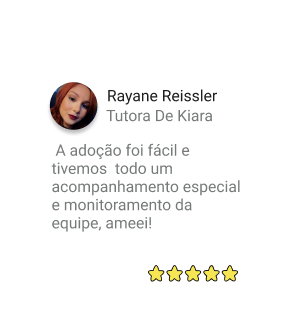 Rayane Reissler
Tutora De Kiara
A adoção foi fácil e
tivemos  todo um
acompanhamento especial
e monitoramento da
equipe, ameei!